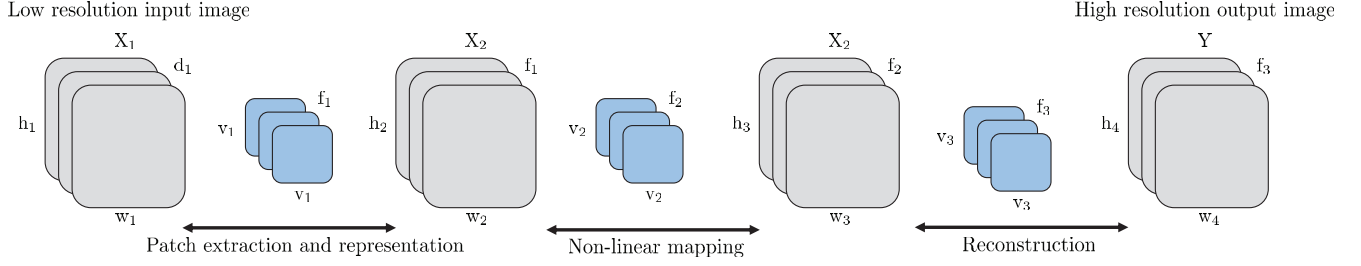 Low resolution input image
High resolution output image
X₁
X₂
X₂
Y
d₁
f₁
f₂
f₃
f₁
f₂
f₃
h₁
v₁
h₂
v₂
h₃
v₃
h₄
v₁
v₂
v₃
w₁
w₂
w₃
w₄
Patch extraction and representation
Non-linear mapping
Reconstruction